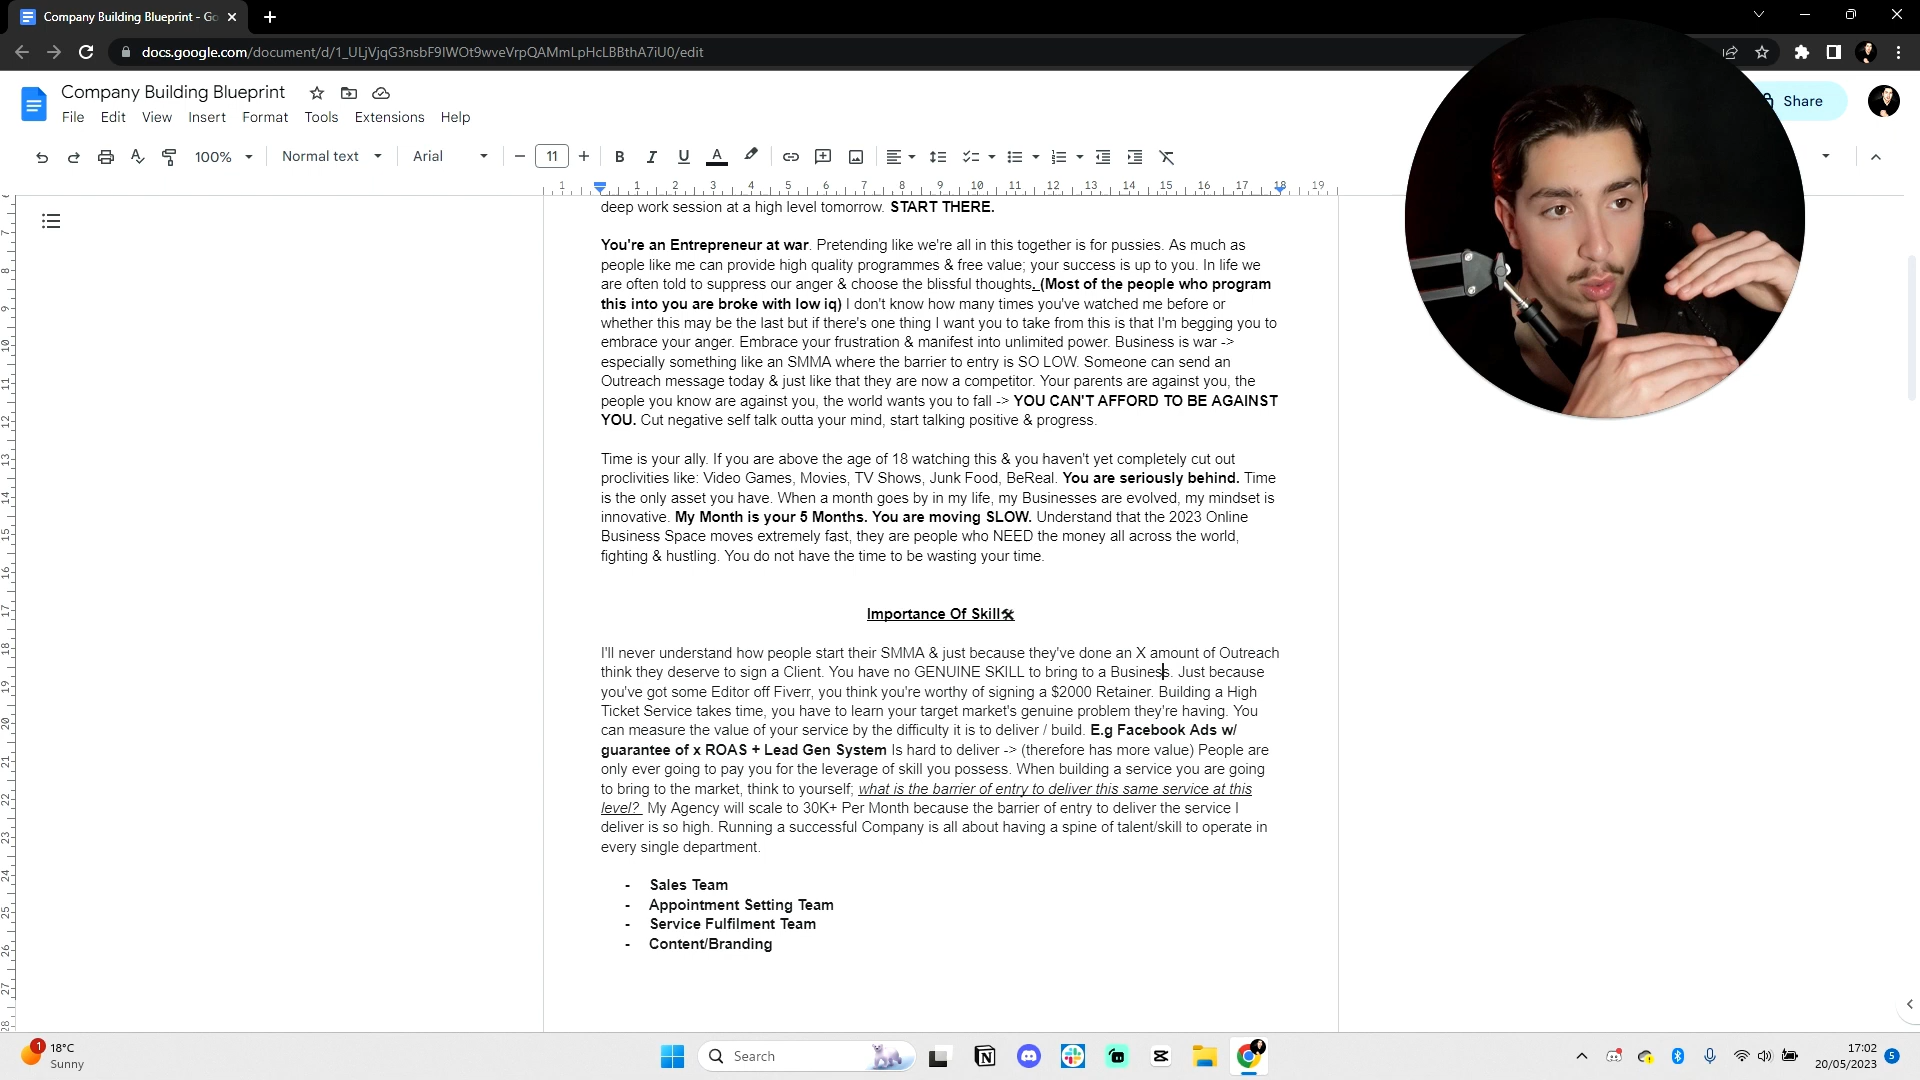 Company Building Blueprint - Go
docs.google.com/document/d/1_ULjVjqG3nsbF9IWOt9wveVrpQAMmLpHcLBBthA7iU0/edit
Company Building Blueprint
File Edit View Insert Format Tools Extensions Help
Share
100% Normal text Arial 11
1 1 2 3 4 5 6 7 8 9 10 11 12 13 14 15 16 17 18 19
deep work session at a high level tomorrow. START THERE.
You're an Entrepreneur at war. Pretending like we're all in this together is for pussies. As much as
people like me can provide high quality programmes & free value; your success is up to you. In life we
are often told to suppress our anger & choose the blissful thoughts. (Most of the people who program
this into you are broke with low iq) I don't know how many times you've watched me before or
whether this may be the last but if there's one thing I want you to take from this is that I'm begging you to
embrace your anger. Embrace your frustration & manifest into unlimited power. Business is war ->
especially something like an SMMA where the barrier to entry is SO LOW. Someone can send an
Outreach message today & just like that they are now a competitor. Your parents are against you, the
people you know are against you, the world wants you to fall -> YOU CAN'T AFFORD TO BE AGAINST
YOU. Cut negative self talk outta your mind, start talking positive & progress.
Time is your ally. If you are above the age of 18 watching this & you haven't yet completely cut out
proclivities like: Video Games, Movies, TV Shows, Junk Food, BeReal. You are seriously behind. Time
is the only asset you have. When a month goes by in my life, my Businesses are evolved, my mindset is
innovative. My Month is your 5 Months. You are moving SLOW. Understand that the 2023 Online
Business Space moves extremely fast, they are people who NEED the money all across the world,
fighting & hustling. You do not have the time to be wasting your time.
Importance Of Skill🛠
I'll never understand how people start their SMMA & just because they've done an X amount of Outreach
think they deserve to sign a Client. You have no GENUINE SKILL to bring to a Business. Just because
you've got some Editor off Fiverr, you think you're worthy of signing a $2000 Retainer. Building a High
Ticket Service takes time, you have to learn your target market's genuine problem they're having. You
can measure the value of your service by the difficulty it is to deliver / build. E.g Facebook Ads w/
guarantee of x ROAS + Lead Gen System Is hard to deliver -> (therefore has more value) People are
only ever going to pay you for the leverage of skill you possess. When building a service you are going
to bring to the market, think to yourself; what is the barrier of entry to deliver this same service at this
level? My Agency will scale to 30K+ Per Month because the barrier of entry to deliver the service I
deliver is so high. Running a successful Company is all about having a spine of talent/skill to operate in
every single department.
- Sales Team
- Appointment Setting Team
- Service Fulfilment Team
- Content/Branding
1
18°C
Sunny
Search
17:02
20/05/2023
5